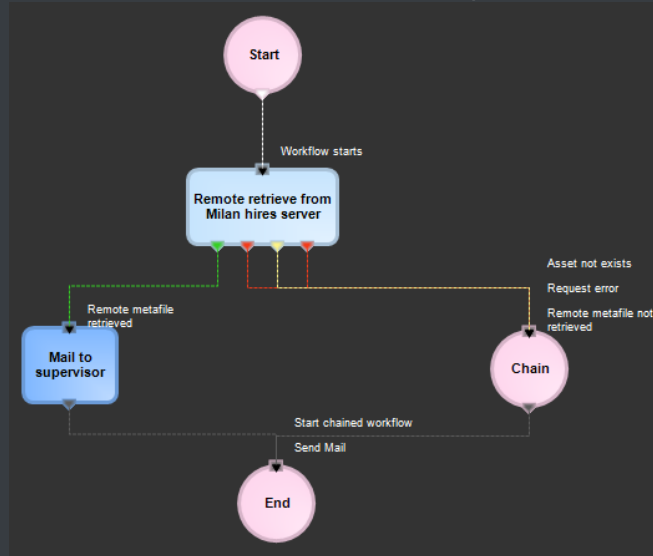 Start
Workflow starts
Remote retrieve from
Milan hires server
Asset not exists
Request error
Remote metafile not
retrieved
Remote metafile
retrieved
Mail to
supervisor
Chain
Start chained workflow
Send Mail
End